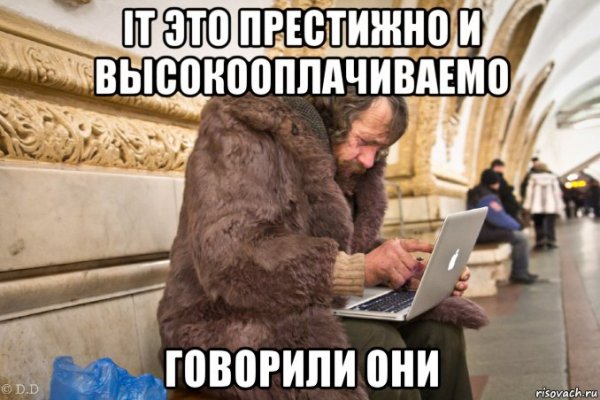 IT ЭТО ПРЕСТИЖНО И
ВЫСОКООПЛАЧИВАЕМО
ГОВОРИЛИ ОНИ
© D.D
risovach.ru